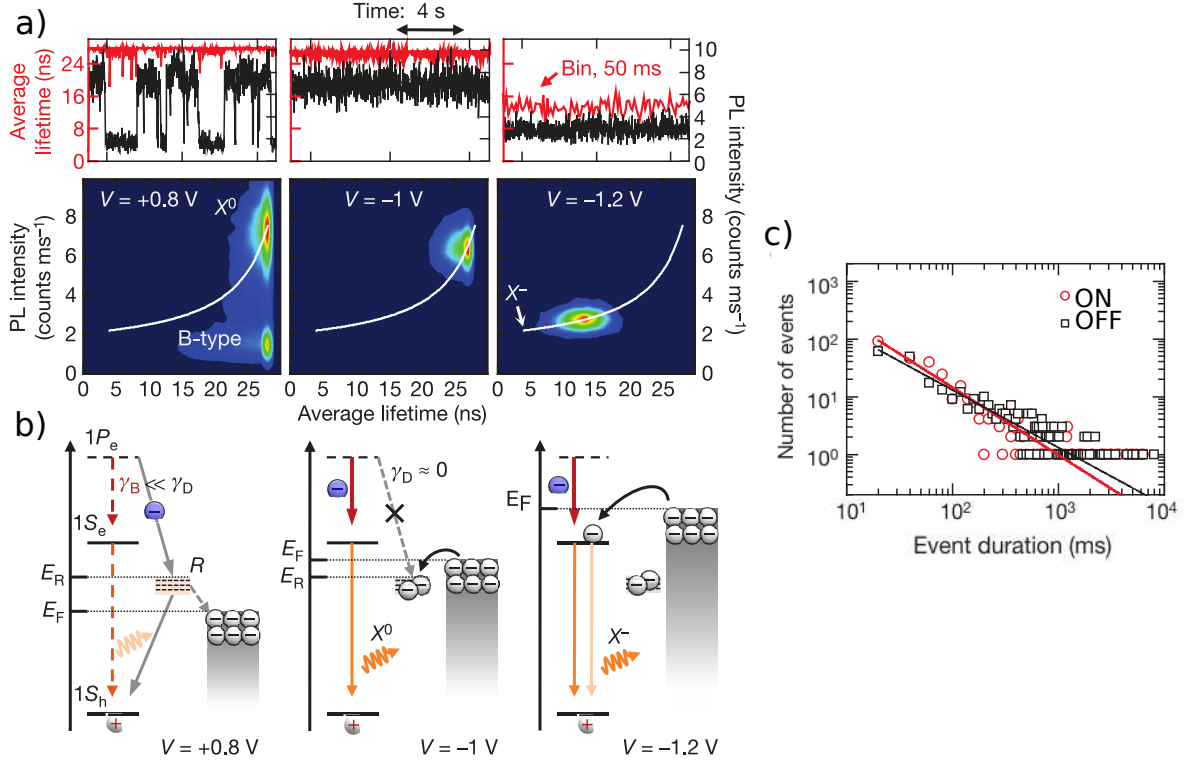 a)
Time: 4 s
Average lifetime (ns)
24
16
8
0
Bin, 50 ms
10
8
6
4
2
0
PL intensity (counts ms⁻¹)
PL intensity (counts ms⁻¹)
8
6
4
2
0
V = +0.8 V
X⁰
B-type
V = −1 V
V = −1.2 V
X⁻
8
6
4
2
0
0 5 10 15 20 25
0 5 10 15 20 25
0 5 10 15 20 25
Average lifetime (ns)
b)
1Pₑ
γB ≪ γD
1Sₑ
E_R
R
E_F
1Sₕ
V = +0.8 V
γD ≈ 0
E_F
E_R
X⁰
V = −1 V
E_F
X⁻
V = −1.2 V
c)
Number of events
10³
10²
10¹
10⁰
ON
OFF
10¹ 10² 10³ 10⁴
Event duration (ms)